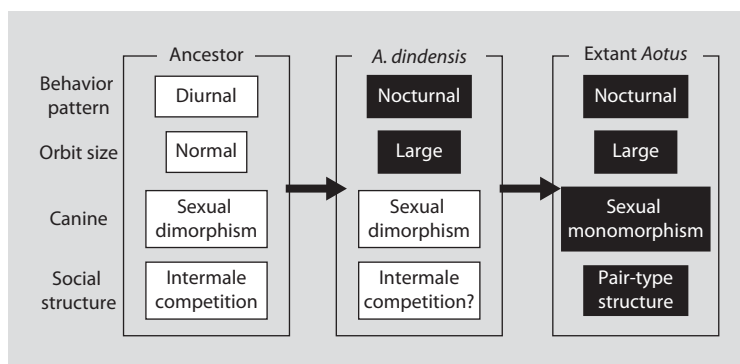 Ancestor
A. dindensis
Extant Aotus
Behavior
pattern
Diurnal
Nocturnal
Nocturnal
Orbit size
Normal
Large
Large
Canine
Sexual
dimorphism
Sexual
dimorphism
Sexual
monomorphism
Social
structure
Intermale
competition
Intermale
competition?
Pair-type
structure